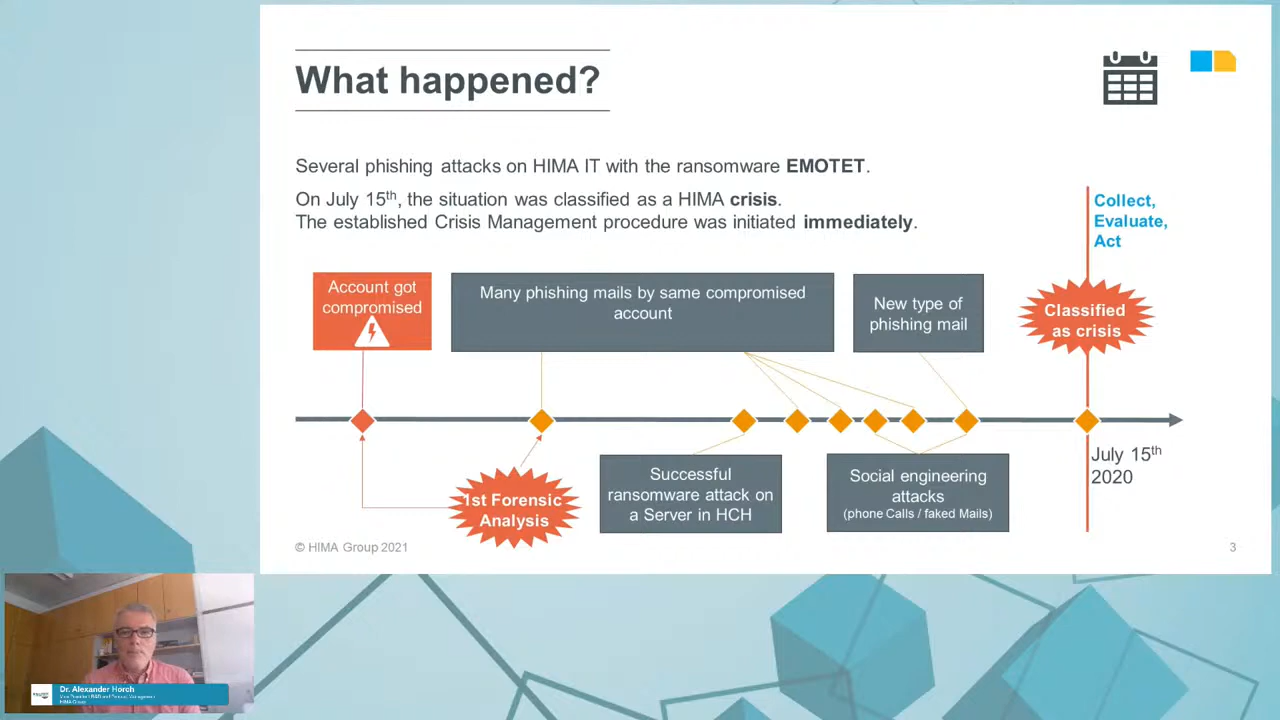 What happened?
Several phishing attacks on HIMA IT with the ransomware EMOTET.
On July 15th, the situation was classified as a HIMA crisis.
The established Crisis Management procedure was initiated immediately.
Collect,
Evaluate,
Act
Account got
compromised
Many phishing mails by same compromised
account
New type of
phishing mail
Classified
as crisis
July 15th
2020
1st Forensic
Analysis
Successful
ransomware attack on
a Server in HCH
Social engineering
attacks
(phone Calls / faked Mails)
© HIMA Group 2021
3
Dr. Alexander Horch
HIMA Group